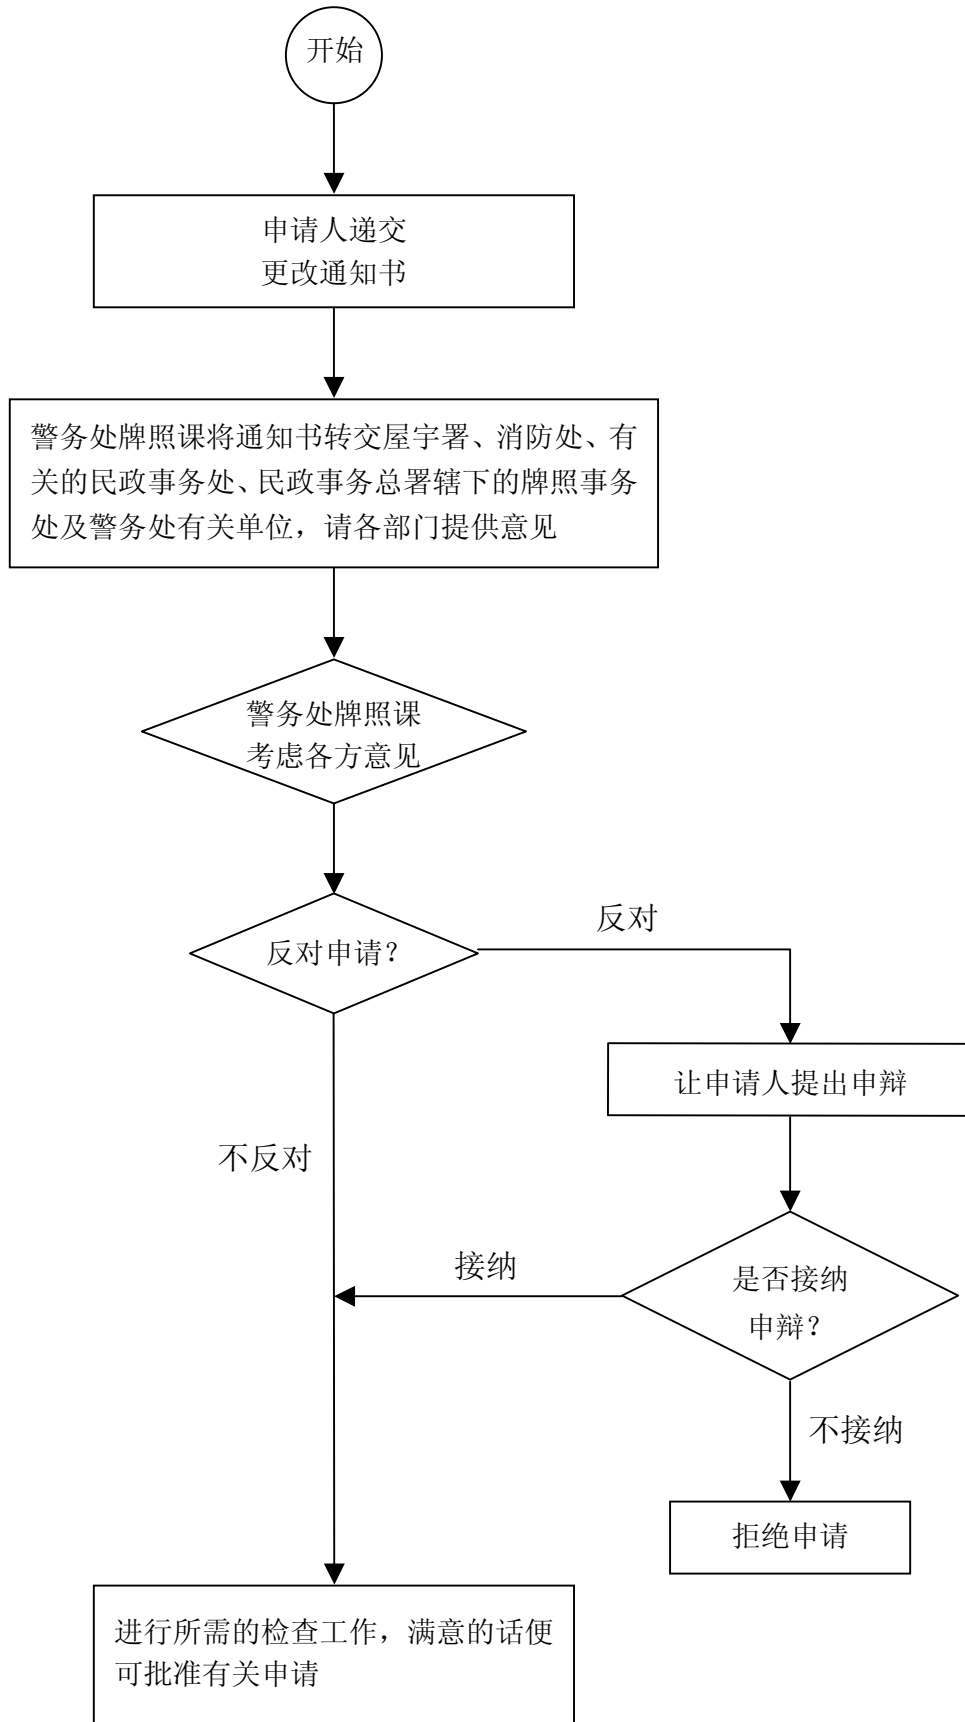 开始
申请人递交
更改通知书
警务处牌照课将通知书转交屋宇署、消防处、有
关的民政事务处、民政事务总署辖下的牌照事务
处及警务处有关单位，请各部门提供意见
警务处牌照课
考虑各方意见
反对申请？
反对
让申请人提出申辩
不反对
接纳
是否接纳
申辩？
不接纳
拒绝申请
进行所需的检查工作，满意的话便
可批准有关申请